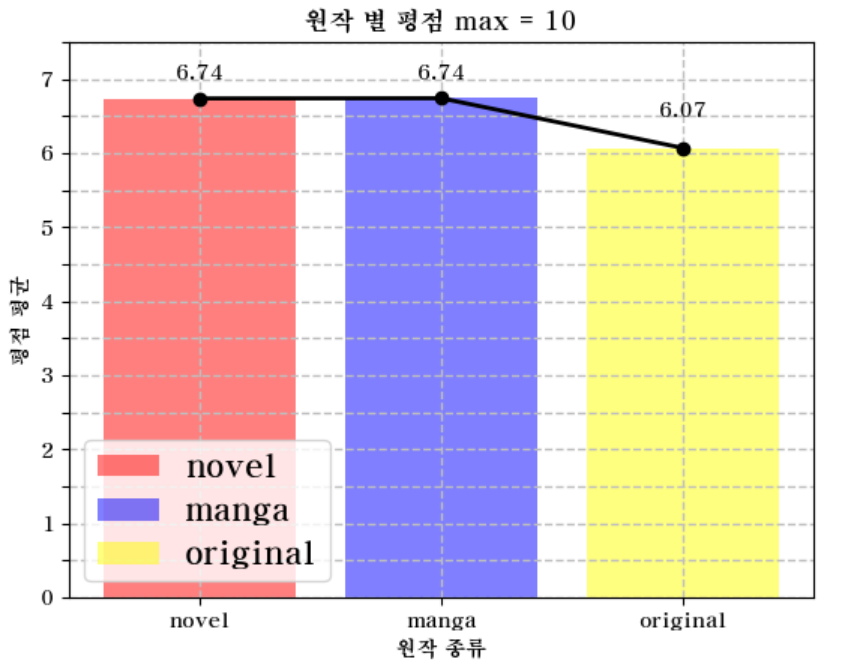 원작 별 평점 max = 10
6.74
6.74
6.07
7
6
5
4
3
2
1
0
평점 평균
novel
manga
original
novel
manga
original
원작 종류